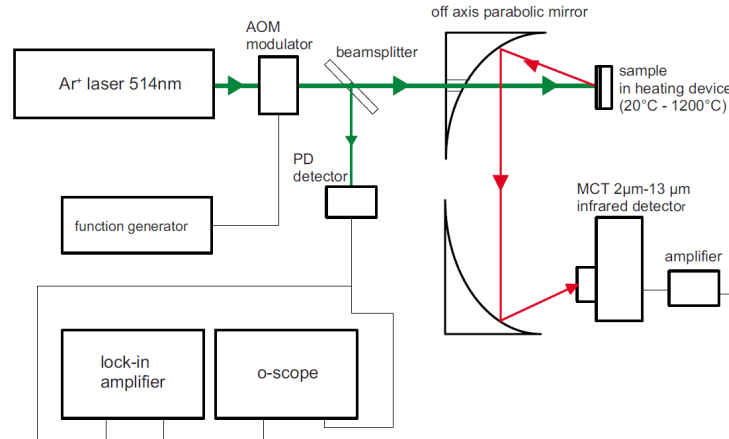 off axis parabolic mirror
AOM
modulator
beamsplitter
Ar⁺ laser 514nm
sample
in heating device
(20°C - 1200°C)
PD
detector
MCT 2µm-13 µm
infrared detector
function generator
amplifier
lock-in
amplifier
o-scope